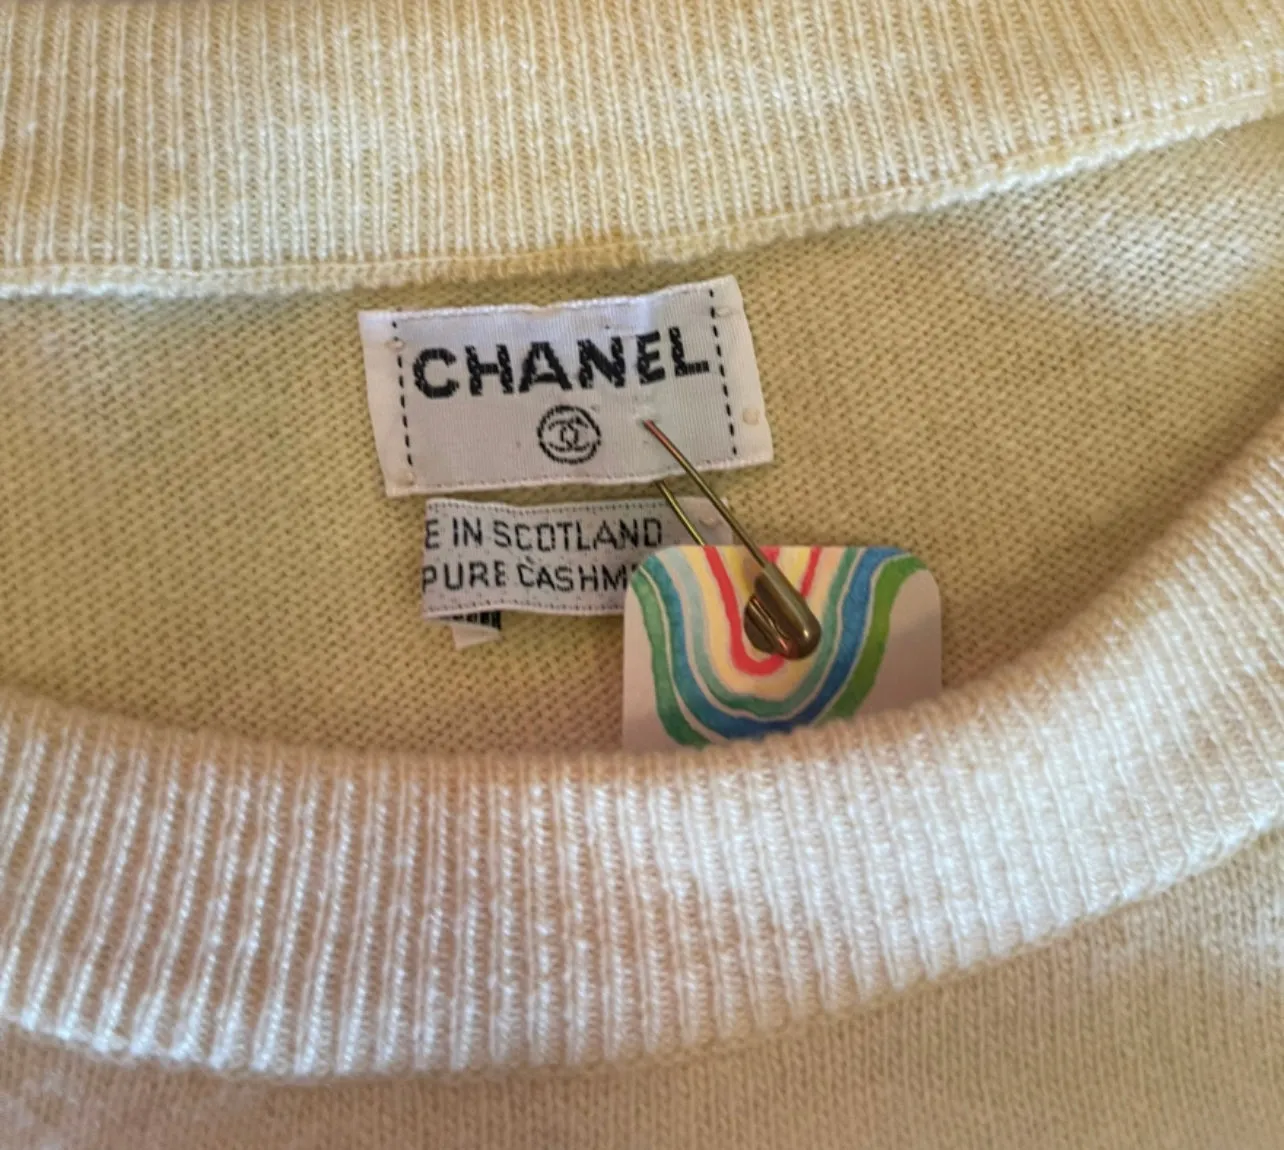 CHANEL
E IN SCOTLAND
PURE CASHM